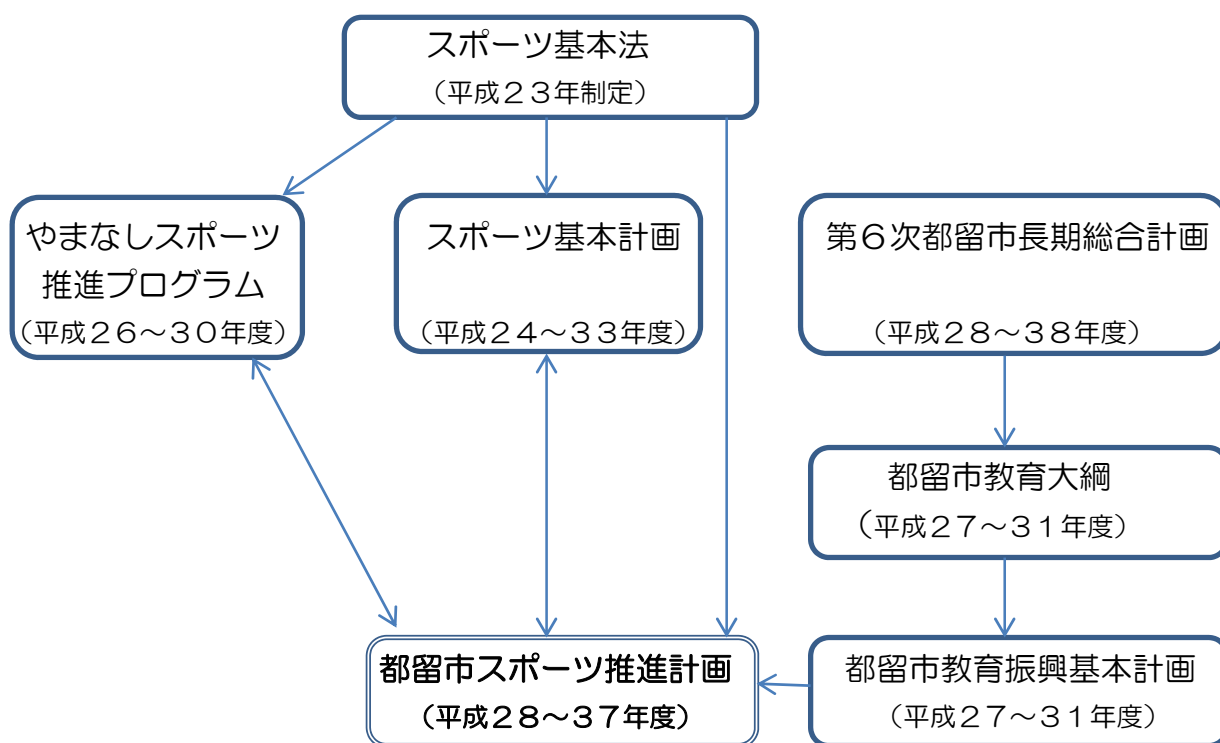 スポーツ基本法
（平成２３年制定）
やまなしスポーツ
推進プログラム
（平成２６～３０年度）
スポーツ基本計画
（平成２４～３３年度）
第６次都留市長期総合計画
（平成２８～３８年度）
都留市教育大綱
（平成２７～３１年度）
都留市スポーツ推進計画
（平成２８～３７年度）
都留市教育振興基本計画
（平成２７～３１年度）